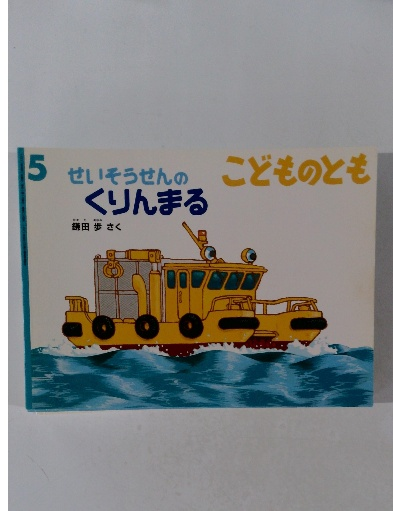 5
こどものとも
せいそうせんの
くりんまる
鎌田 歩 さく